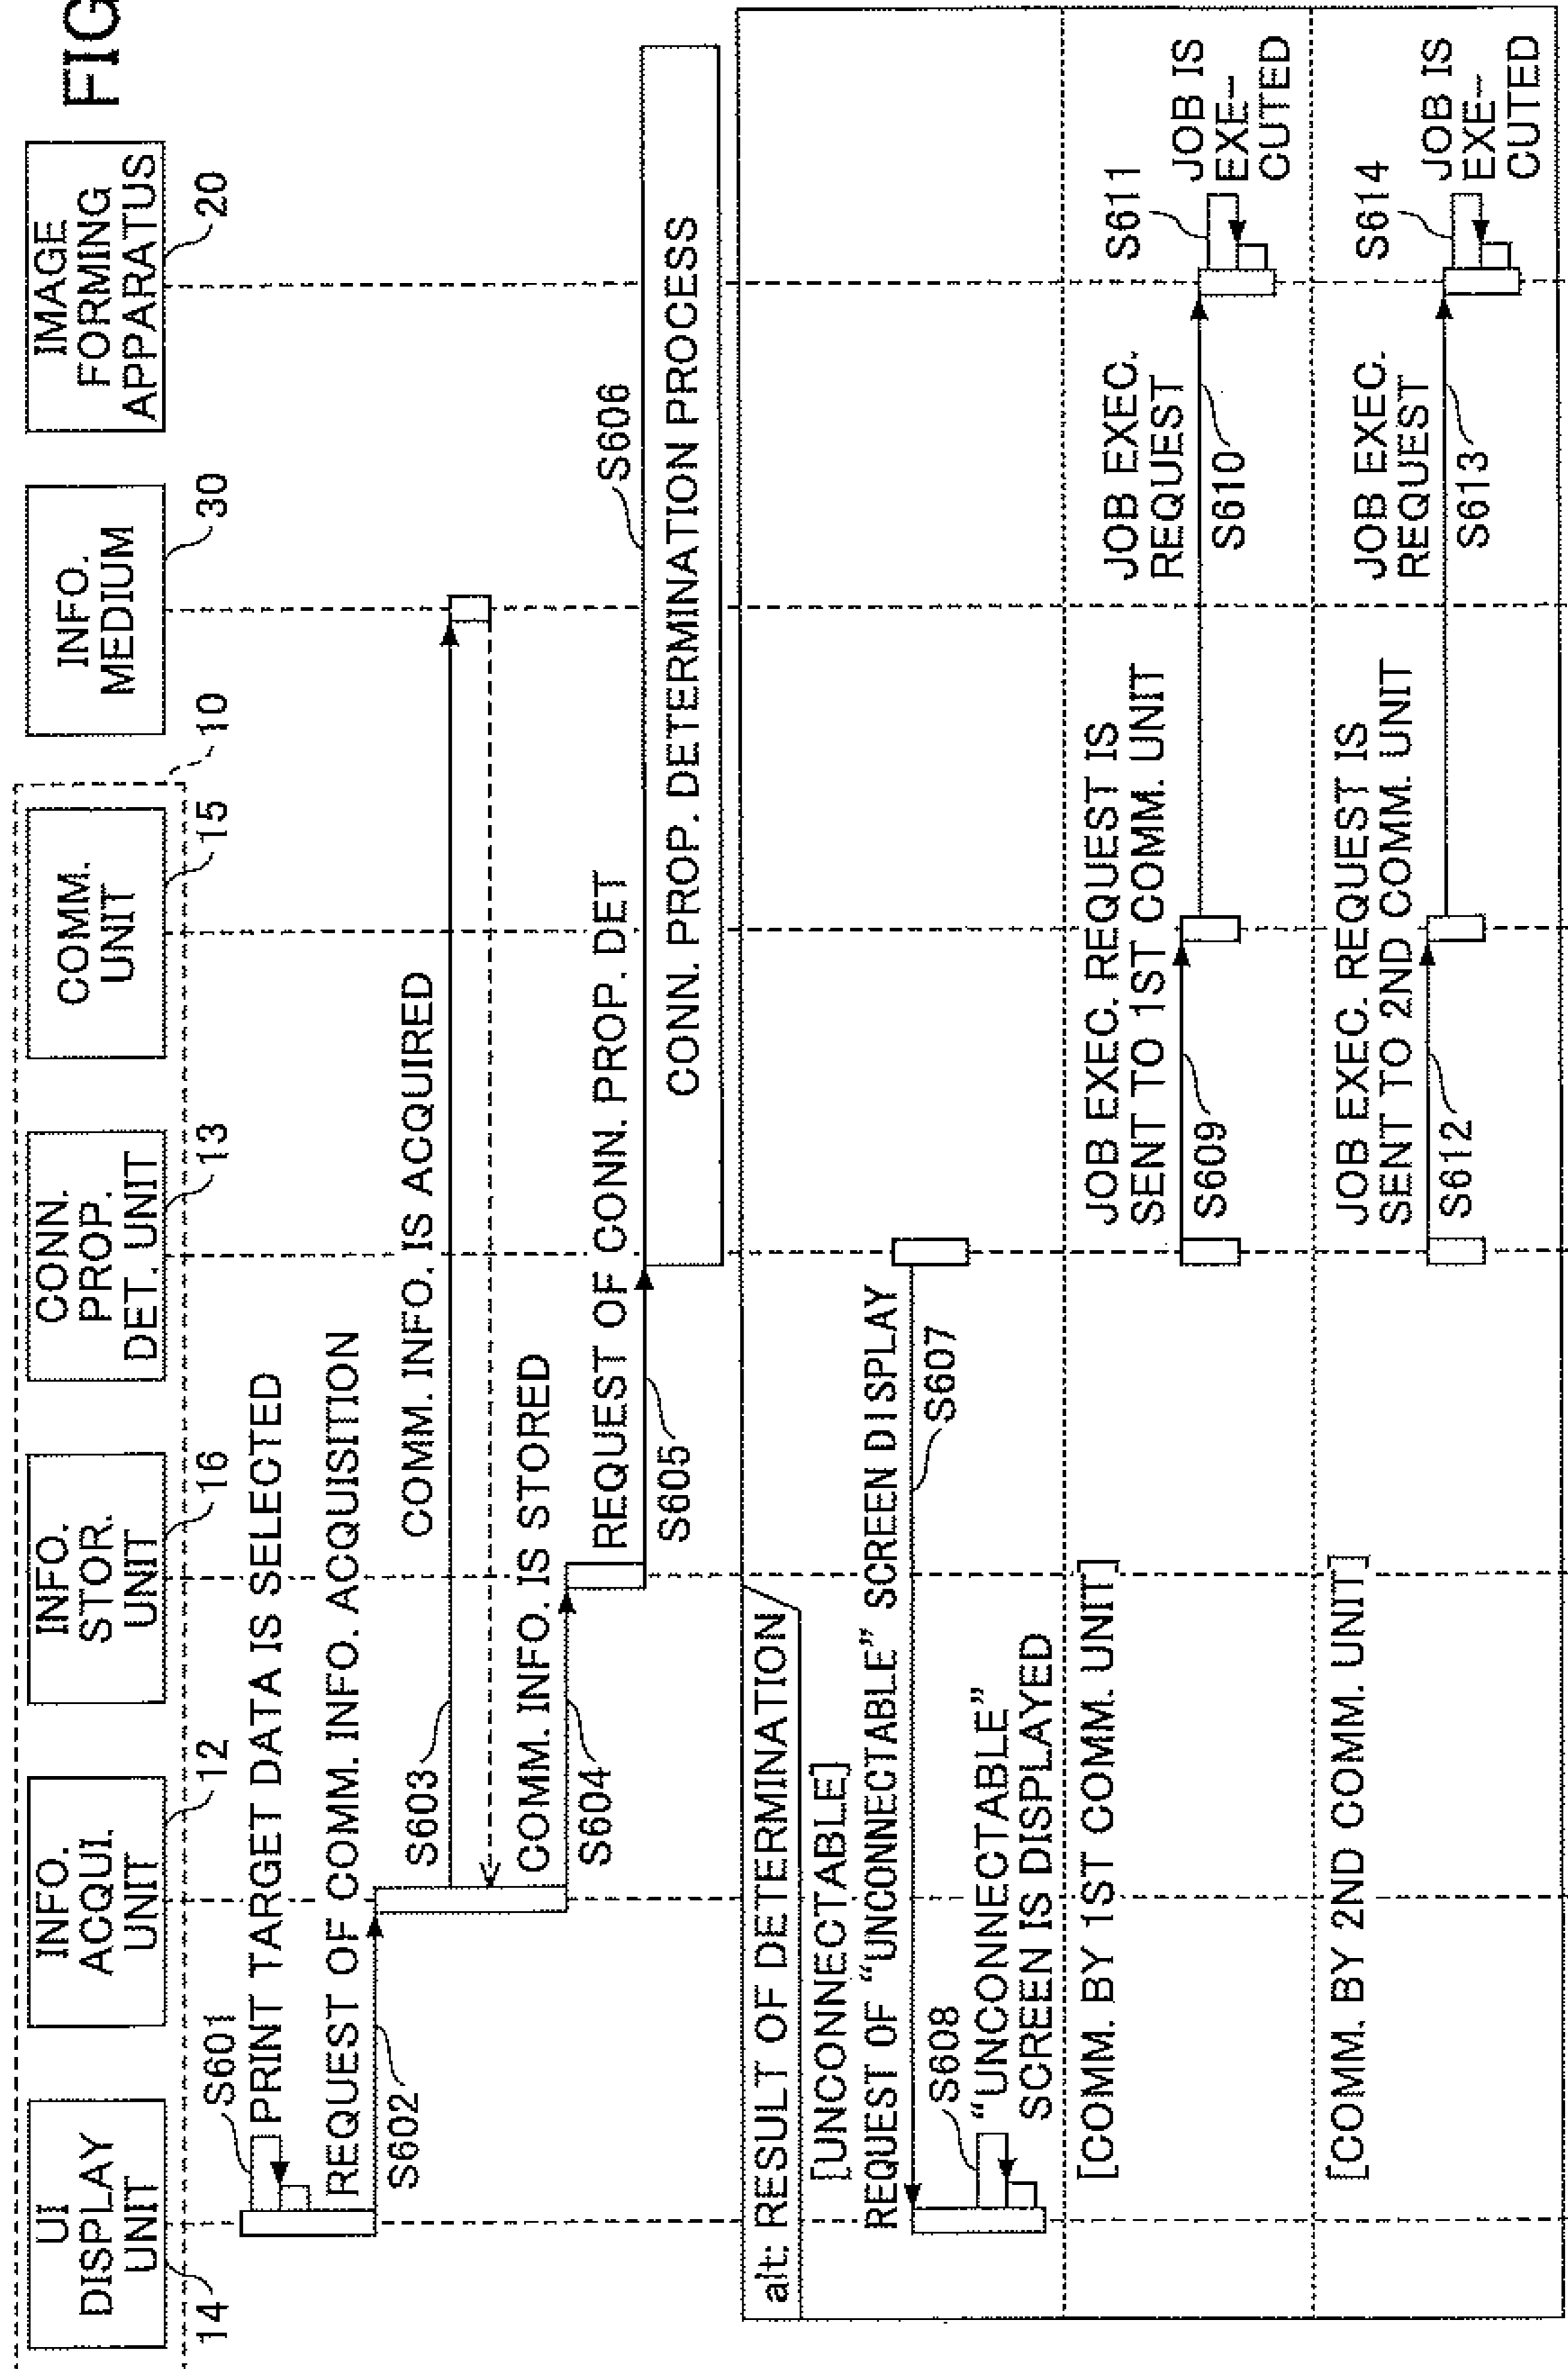 FIG
UI
DISPLAY
UNIT
14
INFO.
ACQUI.
UNIT
12
INFO.
STOR.
UNIT
16
CONN.
PROP.
DET. UNIT
13
COMM.
UNIT
15
10
INFO.
MEDIUM
30
IMAGE
FORMING
APPARATUS
20
S601
PRINT TARGET DATA IS SELECTED
REQUEST OF COMM. INFO. ACQUISITION
S602
COMM. INFO. IS ACQUIRED
S603
COMM. INFO. IS STORED
S604
REQUEST OF CONN. PROP. DET
S605
S606
CONN. PROP. DETERMINATION PROCESS
alt: RESULT OF DETERMINATION
[UNCONNECTABLE]
REQUEST OF “UNCONNECTABLE” SCREEN DISPLAY
S607
S608
“UNCONNECTABLE”
SCREEN IS DISPLAYED
[COMM. BY 1ST COMM. UNIT]
JOB EXEC. REQUEST IS
SENT TO 1ST COMM. UNIT
S609
JOB EXEC.
REQUEST
S610
S611
JOB IS
EXE-
CUTED
[COMM. BY 2ND COMM. UNIT]
JOB EXEC. REQUEST IS
SENT TO 2ND COMM. UNIT
S612
JOB EXEC.
REQUEST
S613
S614
JOB IS
EXE-
CUTED